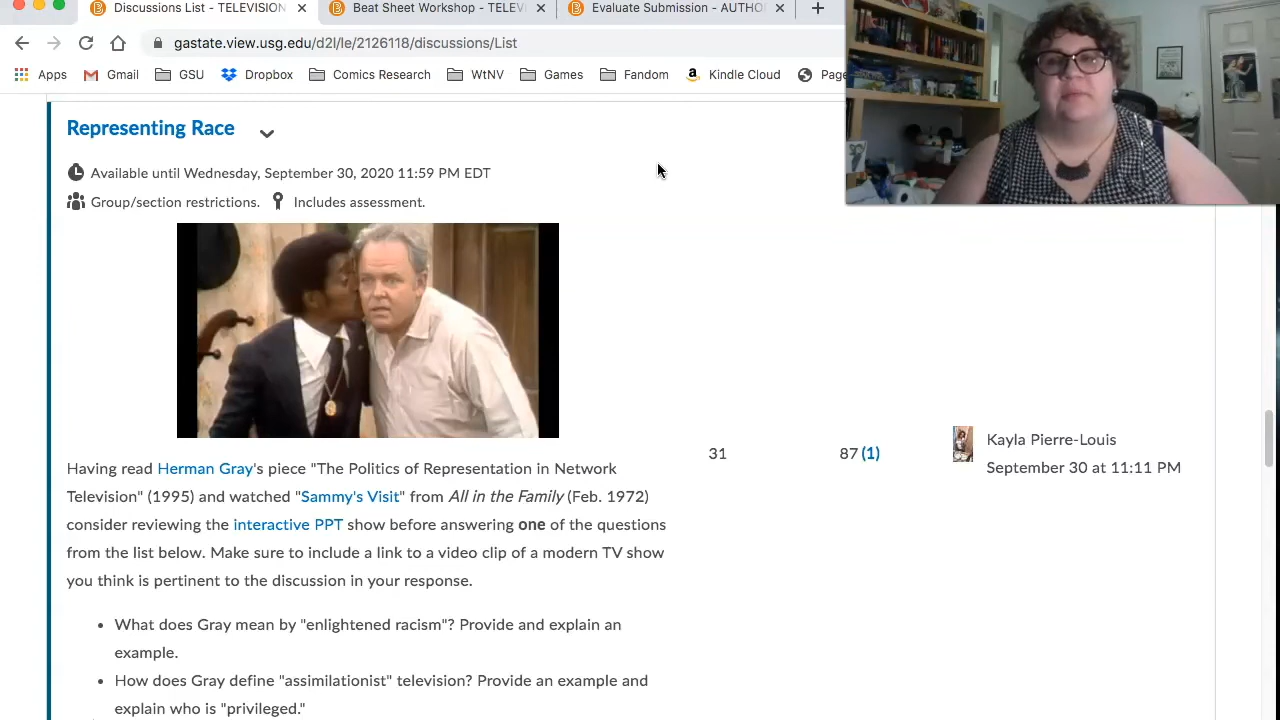 Discussions List - TELEVISION
Beat Sheet Workshop - TELEVI
Evaluate Submission - AUTHO
gastate.view.usg.edu/d2l/le/2126118/discussions/List
Apps Gmail GSU Dropbox Comics Research WtNV Games Fandom Kindle Cloud Page
Representing Race
Available until Wednesday, September 30, 2020 11:59 PM EDT
Group/section restrictions. Includes assessment.
31 87 (1) Kayla Pierre-Louis
September 30 at 11:11 PM
Having read Herman Gray's piece "The Politics of Representation in Network
Television" (1995) and watched "Sammy's Visit" from All in the Family (Feb. 1972)
consider reviewing the interactive PPT show before answering one of the questions
from the list below. Make sure to include a link to a video clip of a modern TV show
you think is pertinent to the discussion in your response.
• What does Gray mean by "enlightened racism"? Provide and explain an
example.
• How does Gray define "assimilationist" television? Provide an example and
explain who is "privileged."